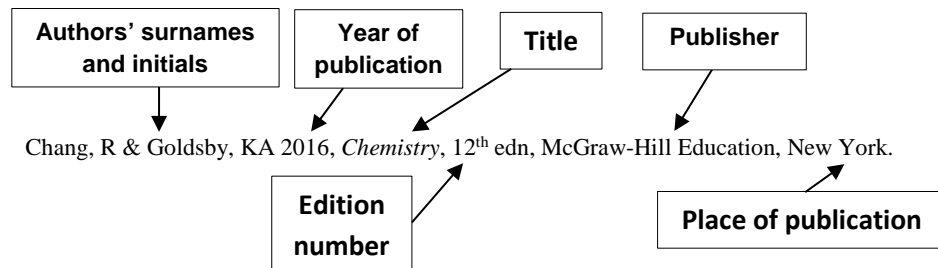 Authors’ surnames
and initials
Year of
publication
Title
Publisher
Chang, R & Goldsby, KA 2016, Chemistry, 12th edn, McGraw-Hill Education, New York.
Edition
number
Place of publication